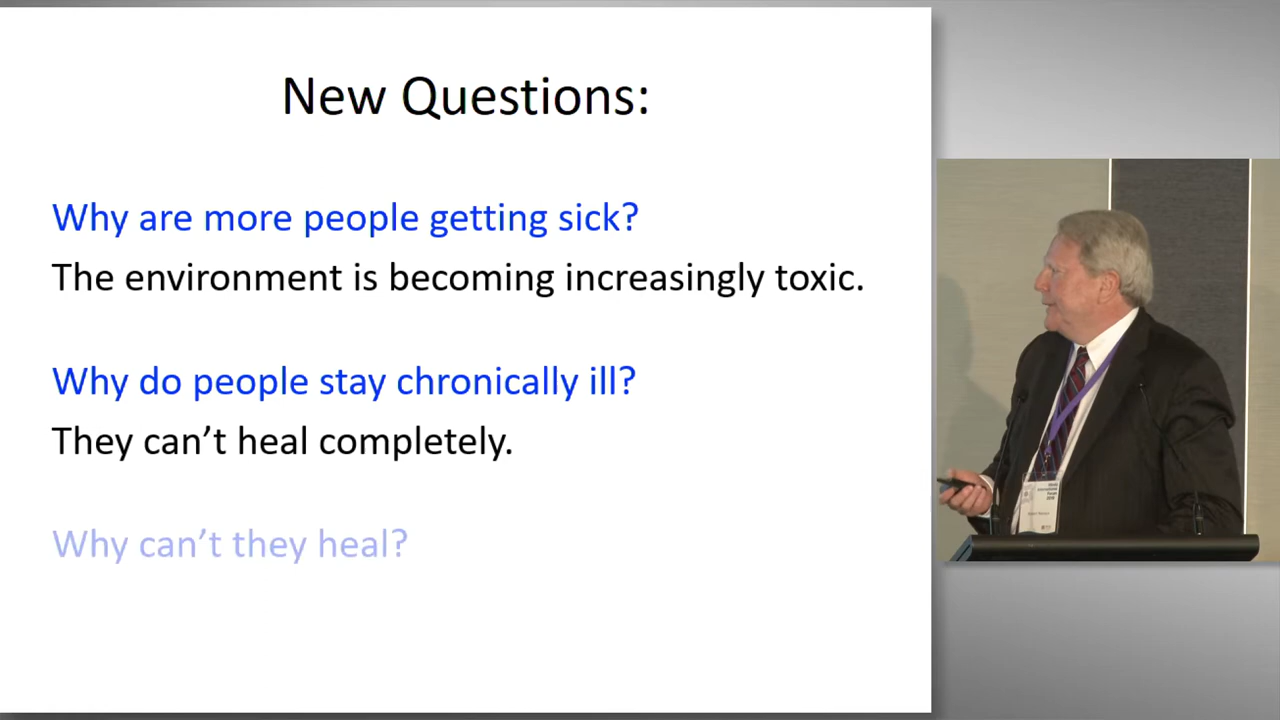 New Questions:
Why are more people getting sick?
The environment is becoming increasingly toxic.
Why do people stay chronically ill?
They can’t heal completely.
Why can’t they heal?